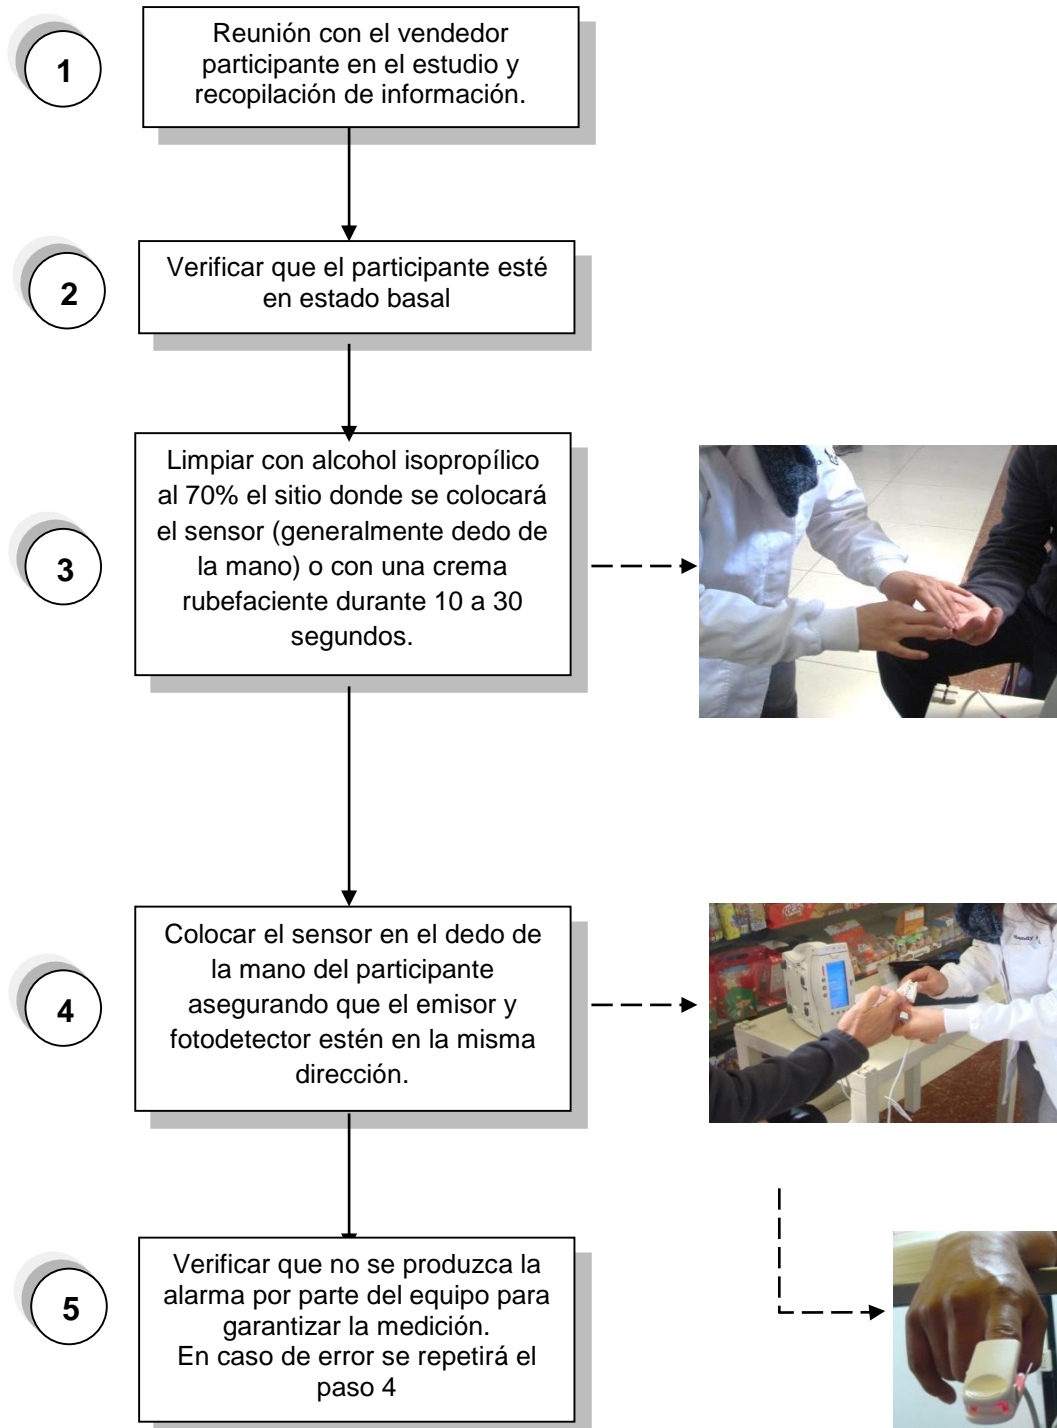 1
Reunión con el vendedor
participante en el estudio y
recopilación de información.
2
Verificar que el participante esté
en estado basal
3
Limpiar con alcohol isopropílico
al 70% el sitio donde se colocará
el sensor (generalmente dedo de
la mano) o con una crema
rubefaciente durante 10 a 30
segundos.
4
Colocar el sensor en el dedo de
la mano del participante
asegurando que el emisor y
fotodetector estén en la misma
dirección.
5
Verificar que no se produzca la
alarma por parte del equipo para
garantizar la medición.
En caso de error se repetirá el
paso 4